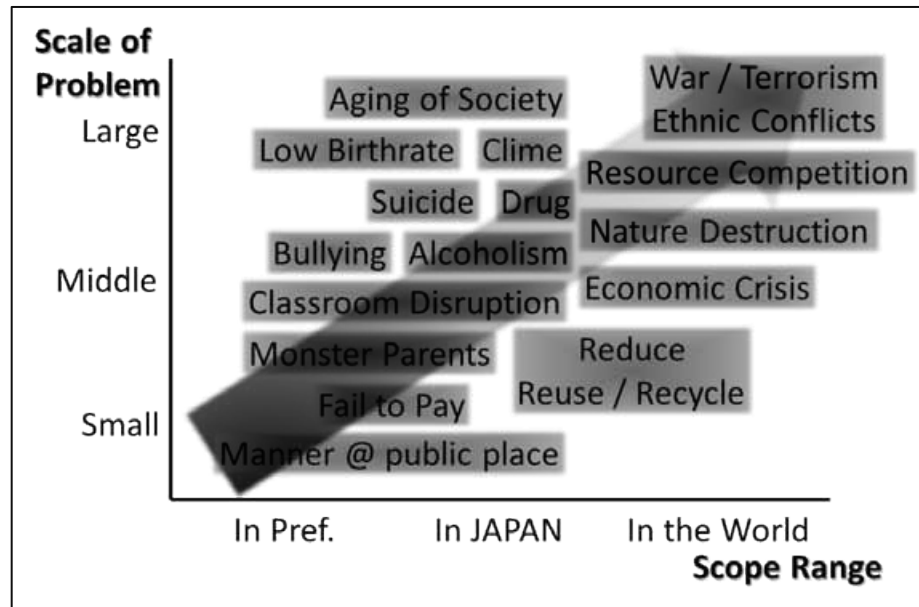 Scale of
Problem
Large
Middle
Small
Aging of Society
War / Terrorism
Ethnic Conflicts
Low Birthrate
Clime
Resource Competition
Suicide
Drug
Nature Destruction
Bullying
Alcoholism
Economic Crisis
Classroom Disruption
Monster Parents
Reduce
Reuse / Recycle
Fail to Pay
Manner @ public place
In Pref.
In JAPAN
In the World
Scope Range